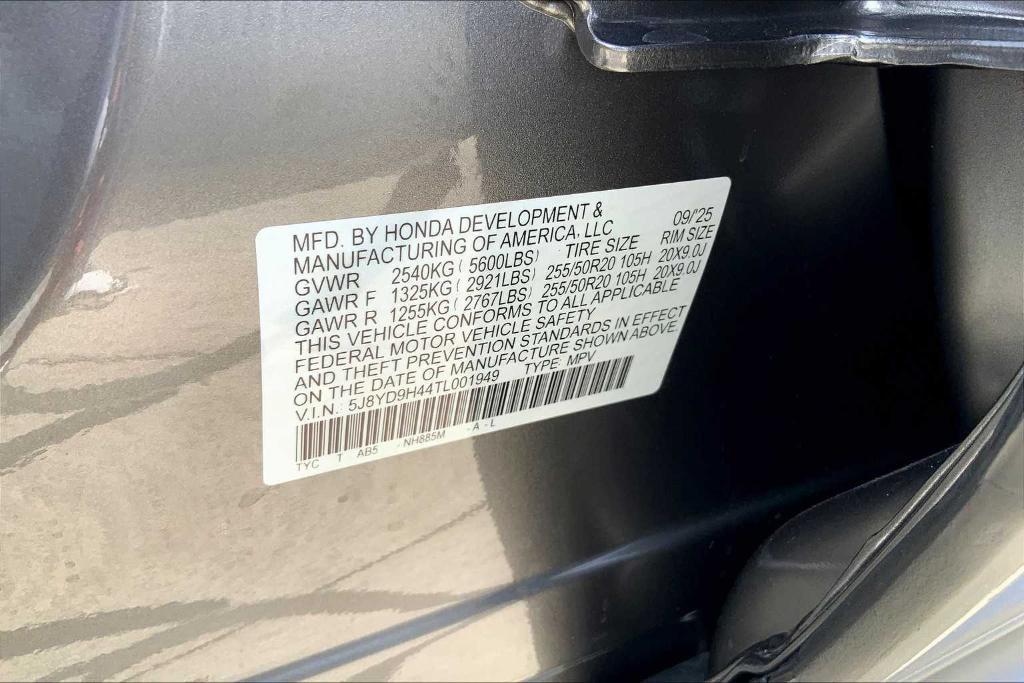 MFD. BY HONDA DEVELOPMENT & 09/'25
MANUFACTURING OF AMERICA, LLC
GVWR 2540KG ( 5600LBS) TIRE SIZE RIM SIZE
GAWR F 1325KG ( 2921LBS) 255/50R20 105H 20X9.0J
GAWR R 1255KG ( 2767LBS) 255/50R20 105H 20X9.0J
THIS VEHICLE CONFORMS TO ALL APPLICABLE
FEDERAL MOTOR VEHICLE SAFETY
AND THEFT PREVENTION STANDARDS IN EFFECT
ON THE DATE OF MANUFACTURE SHOWN ABOVE.
V.I.N.: 5J8YD9H44TL001949 TYPE: MPV
TYC T AB5 - NH885M - A - L